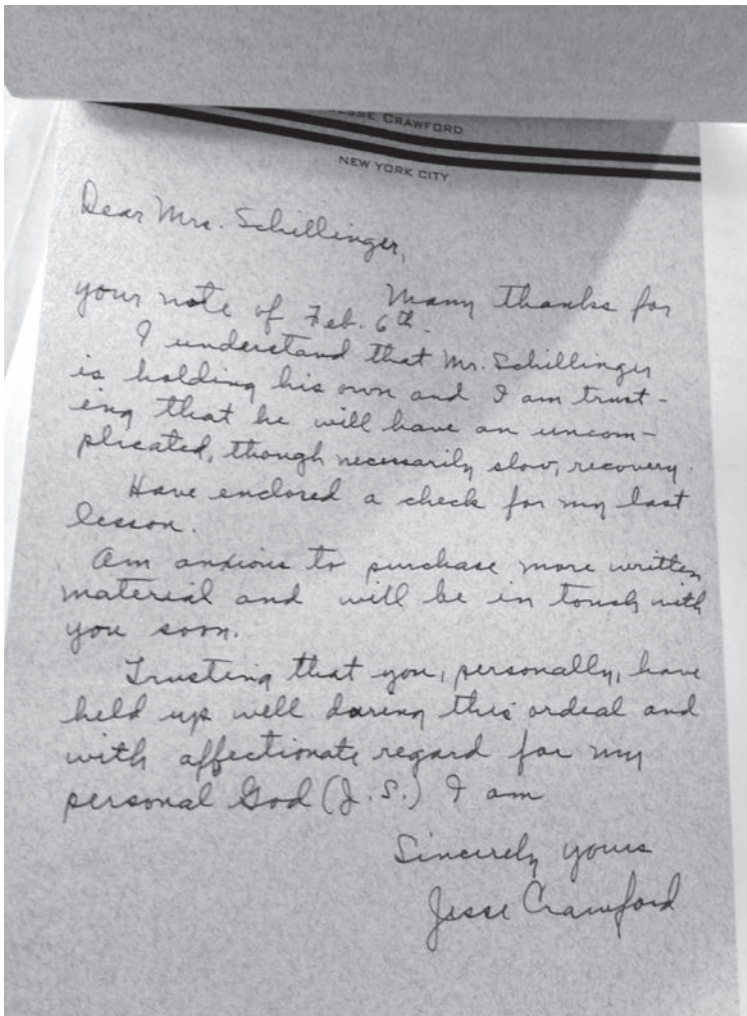 JESSE CRAWFORD
NEW YORK CITY
Dear Mrs. Schillinger,
Many thanks for
your note of Feb. 6th.
I understand that Mr. Schillinger
is holding his own and I am trust-
ing that he will have an uncom-
plicated, though necessarily slow, recovery.
Have enclosed a check for my last
lesson.
Am anxious to purchase more written
material and will be in touch with
you soon.
Trusting that you, personally, have
held up well during this ordeal and
with affectionate regard for my
personal God (J.S.) I am
Sincerely yours
Jesse Crawford